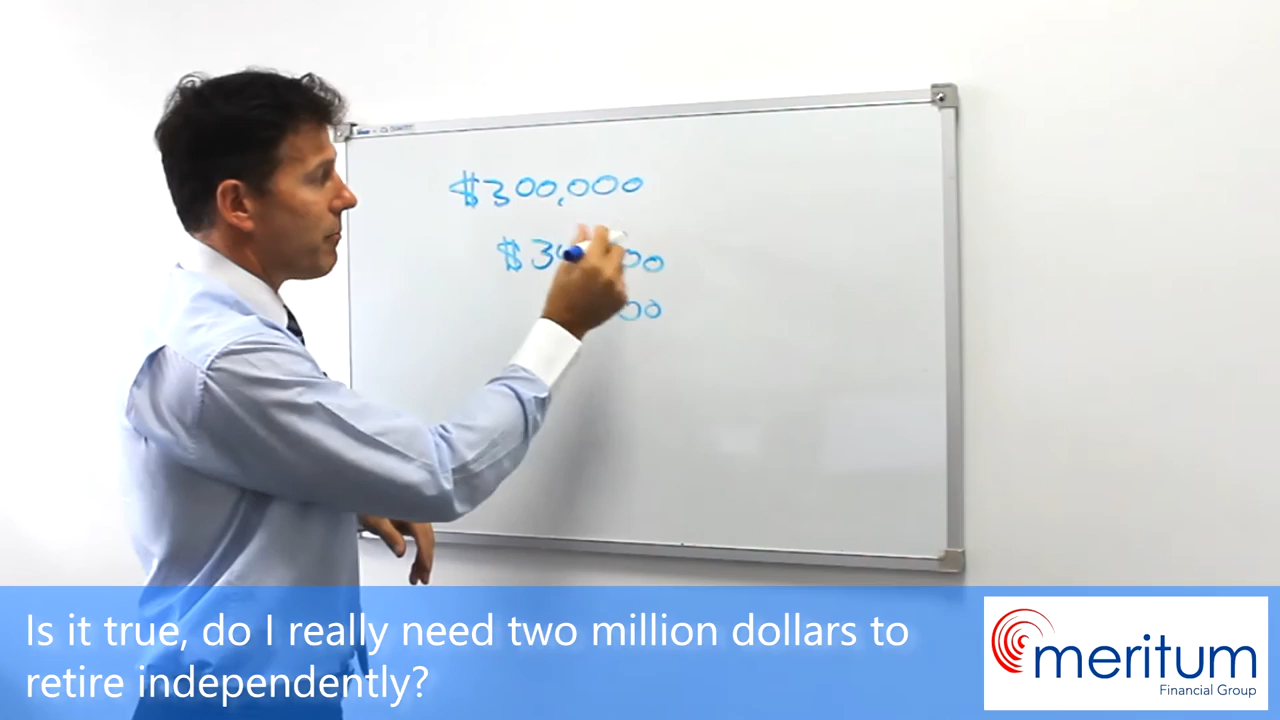 $300,000
Is it true, do I really need two million dollars to
retire independently?
meritum
Financial Group